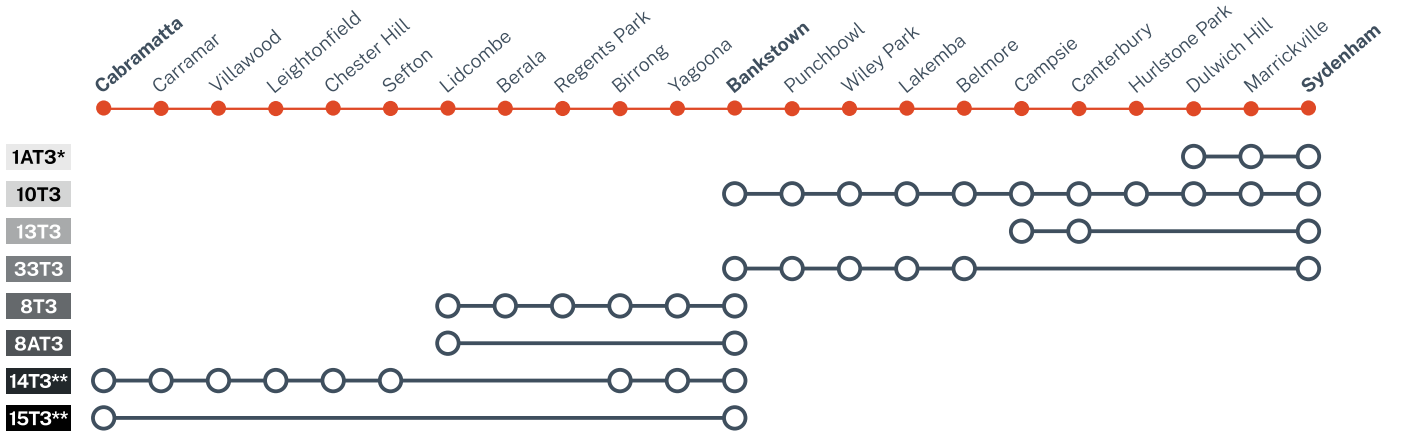 Cabramatta
Carramar
Villawood
Leightonfield
Chester Hill
Sefton
Lidcombe
Berala
Regents Park
Birrong
Yagoona
Bankstown
Punchbowl
Wiley Park
Lakemba
Belmore
Campsie
Canterbury
Hurlstone Park
Dulwich Hill
Marrickville
Sydenham
1AT3*
10T3
13T3
33T3
8T3
8AT3
14T3**
15T3**